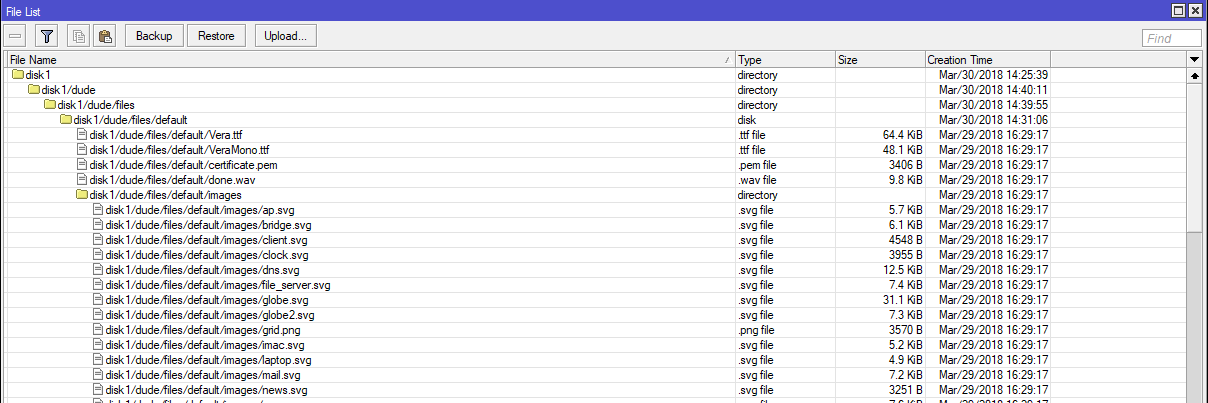 File List
Backup Restore Upload... Find
File Name Type Size Creation Time
disk1 directory Mar/30/2018 14:25:39
disk1/dude directory Mar/30/2018 14:40:11
disk1/dude/files directory Mar/30/2018 14:39:55
disk1/dude/files/default disk Mar/30/2018 14:31:06
disk1/dude/files/default/Vera.ttf .ttf file 64.4 KiB Mar/29/2018 16:29:17
disk1/dude/files/default/VeraMono.ttf .ttf file 48.1 KiB Mar/29/2018 16:29:17
disk1/dude/files/default/certificate.pem .pem file 3406 B Mar/29/2018 16:29:17
disk1/dude/files/default/done.wav .wav file 9.8 KiB Mar/29/2018 16:29:17
disk1/dude/files/default/images directory Mar/29/2018 16:29:17
disk1/dude/files/default/images/ap.svg .svg file 5.7 KiB Mar/29/2018 16:29:17
disk1/dude/files/default/images/bridge.svg .svg file 6.1 KiB Mar/29/2018 16:29:17
disk1/dude/files/default/images/client.svg .svg file 4548 B Mar/29/2018 16:29:17
disk1/dude/files/default/images/clock.svg .svg file 3955 B Mar/29/2018 16:29:17
disk1/dude/files/default/images/dns.svg .svg file 12.5 KiB Mar/29/2018 16:29:17
disk1/dude/files/default/images/file_server.svg .svg file 7.4 KiB Mar/29/2018 16:29:17
disk1/dude/files/default/images/globe.svg .svg file 31.1 KiB Mar/29/2018 16:29:17
disk1/dude/files/default/images/globe2.svg .svg file 7.3 KiB Mar/29/2018 16:29:17
disk1/dude/files/default/images/grid.png .png file 3570 B Mar/29/2018 16:29:17
disk1/dude/files/default/images/imac.svg .svg file 5.2 KiB Mar/29/2018 16:29:17
disk1/dude/files/default/images/laptop.svg .svg file 4.9 KiB Mar/29/2018 16:29:17
disk1/dude/files/default/images/mail.svg .svg file 7.2 KiB Mar/29/2018 16:29:17
disk1/dude/files/default/images/news.svg .svg file 3251 B Mar/29/2018 16:29:17